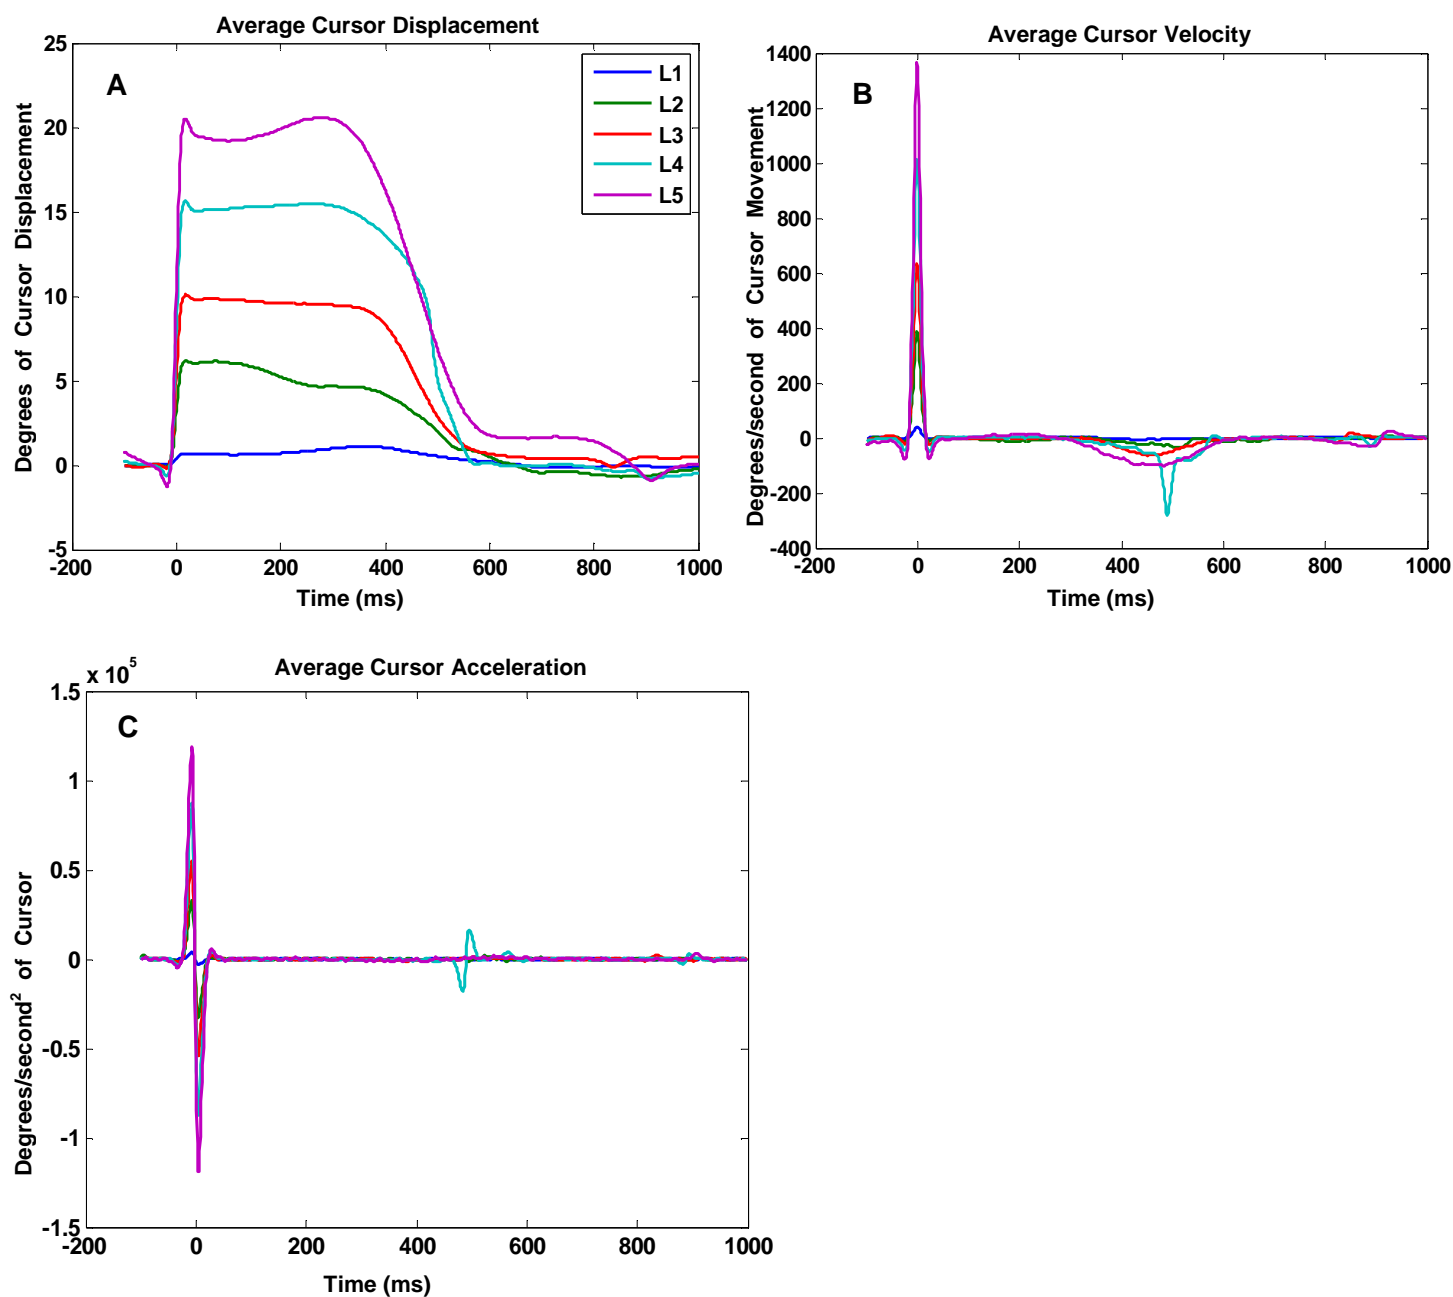 Average Cursor Displacement
25
20
15
10
5
0
-5
-200
0
200
400
600
800
1000
A
L1
L2
L3
L4
L5
Degrees of Cursor Displacement
Time (ms)
Average Cursor Velocity
1400
1200
1000
800
600
400
200
0
-200
-400
-200
0
200
400
600
800
1000
B
Degrees/second of Cursor Movement
Time (ms)
Average Cursor Acceleration
x 10^5
1.5
1
0.5
0
-0.5
-1
-1.5
-200
0
200
400
600
800
1000
C
Degrees/second² of Cursor
Time (ms)